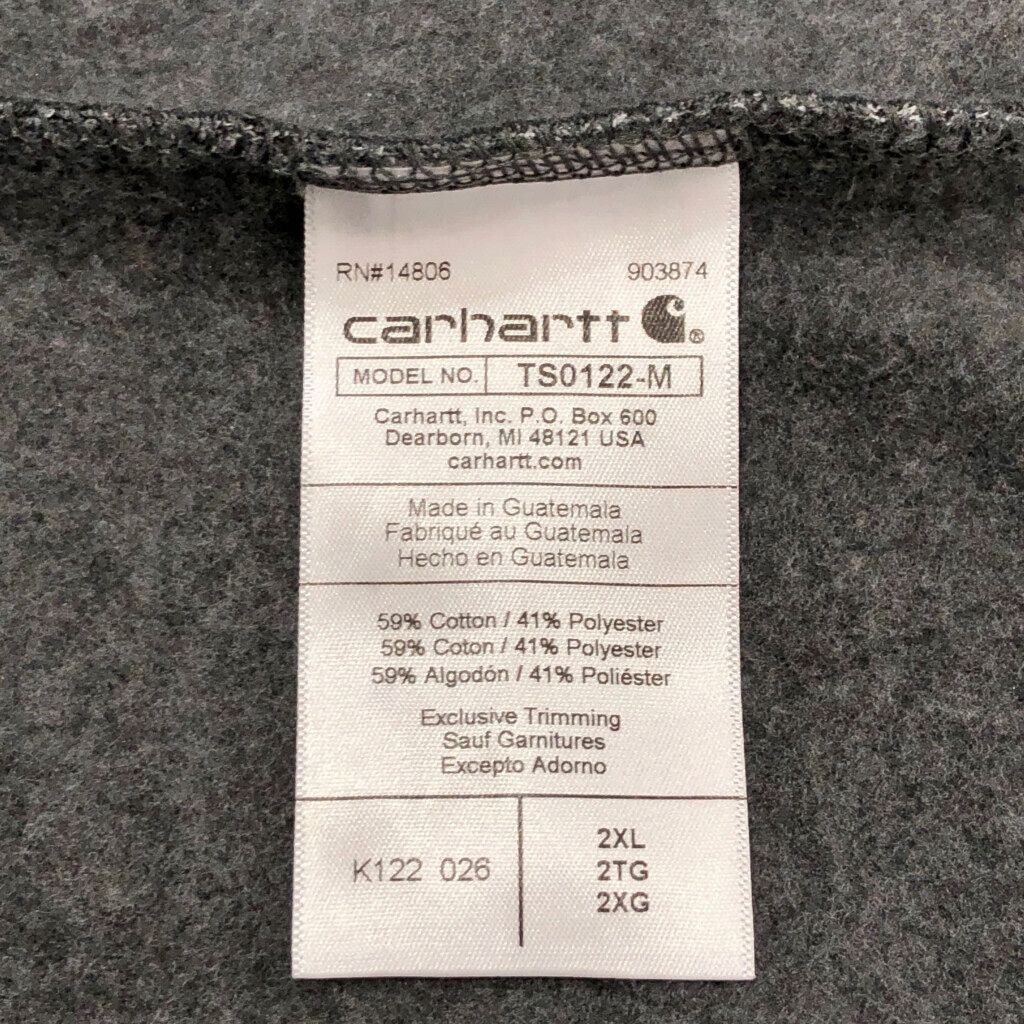 RN#14806 903874
carhartt ®
MODEL NO. TS0122-M
Carhartt, Inc. P.O. Box 600
Dearborn, MI 48121 USA
carhartt.com
Made in Guatemala
Fabriqué au Guatemala
Hecho en Guatemala
59% Cotton / 41% Polyester
59% Coton / 41% Polyester
59% Algodón / 41% Poliéster
Exclusive Trimming
Sauf Garnitures
Excepto Adorno
K122 026
2XL
2TG
2XG